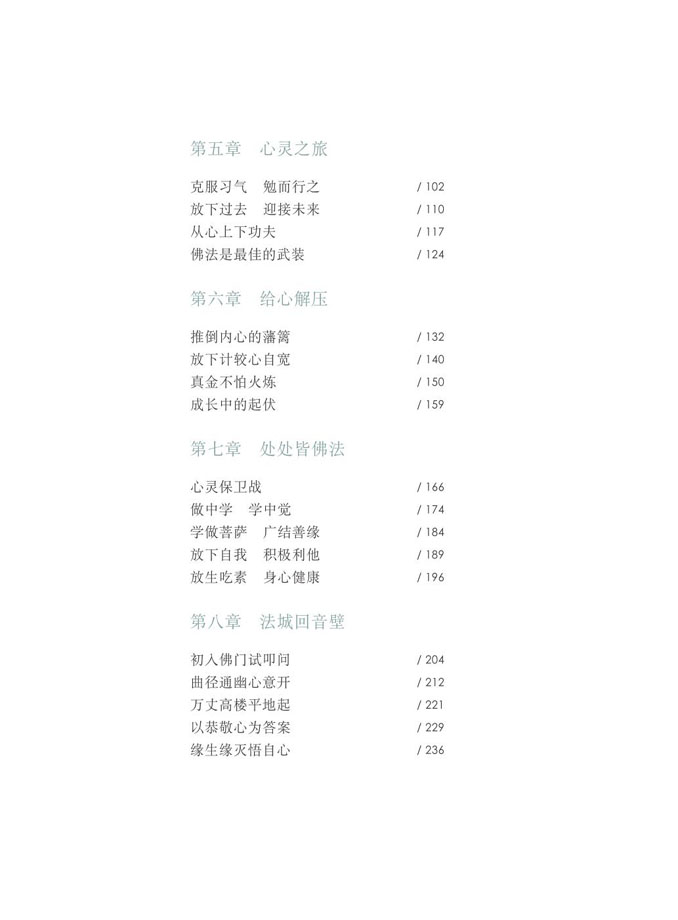 第五章　心灵之旅
克服习气　勉而行之 / 102
放下过去　迎接未来 / 110
从心上下功夫 / 117
佛法是最佳的武装 / 124
第六章　给心解压
推倒内心的藩篱 / 132
放下计较心自宽 / 140
真金不怕火炼 / 150
成长中的起伏 / 159
第七章　处处皆佛法
心灵保卫战 / 166
做中学　学中觉 / 174
学做菩萨　广结善缘 / 184
放下自我　积极利他 / 189
放生吃素　身心健康 / 196
第八章　法城回音壁
初入佛门试叩问 / 204
曲径通幽心意开 / 212
万丈高楼平地起 / 221
以恭敬心为答案 / 229
缘生缘灭悟自心 / 236